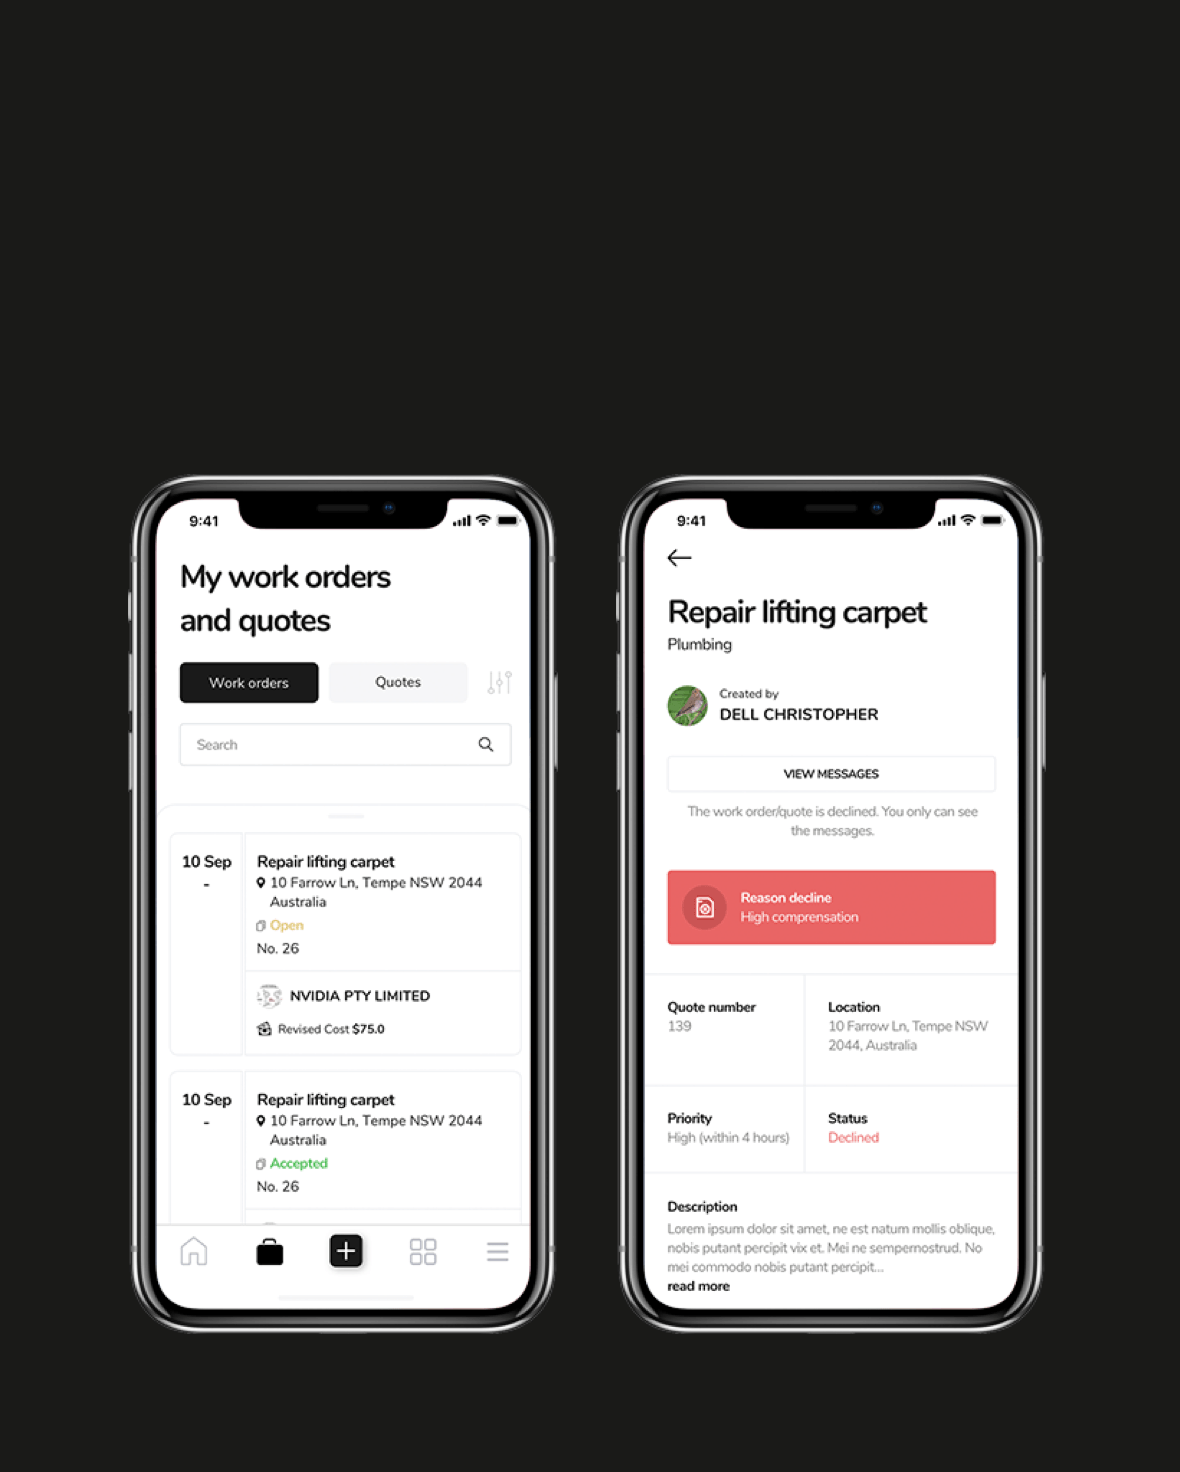 9:41
My work orders
and quotes
Work orders
Quotes
Search
10 Sep
-
Repair lifting carpet
10 Farrow Ln, Tempe NSW 2044
Australia
Open
No. 26
NVIDIA PTY LIMITED
Revised Cost $75.0
10 Sep
-
Repair lifting carpet
10 Farrow Ln, Tempe NSW 2044
Australia
Accepted
No. 26
9:41
Repair lifting carpet
Plumbing
Created by
DELL CHRISTOPHER
VIEW MESSAGES
The work order/quote is declined. You only can see
the messages.
Reason decline
High comprensation
Quote number
139
Location
10 Farrow Ln, Tempe NSW
2044, Australia
Priority
High (within 4 hours)
Status
Declined
Description
Lorem ipsum dolor sit amet, ne est natum mollis oblique,
nobis putant percipit vix et. Mei ne sempernostrud. No
mei commodo nobis putant percipit...
read more